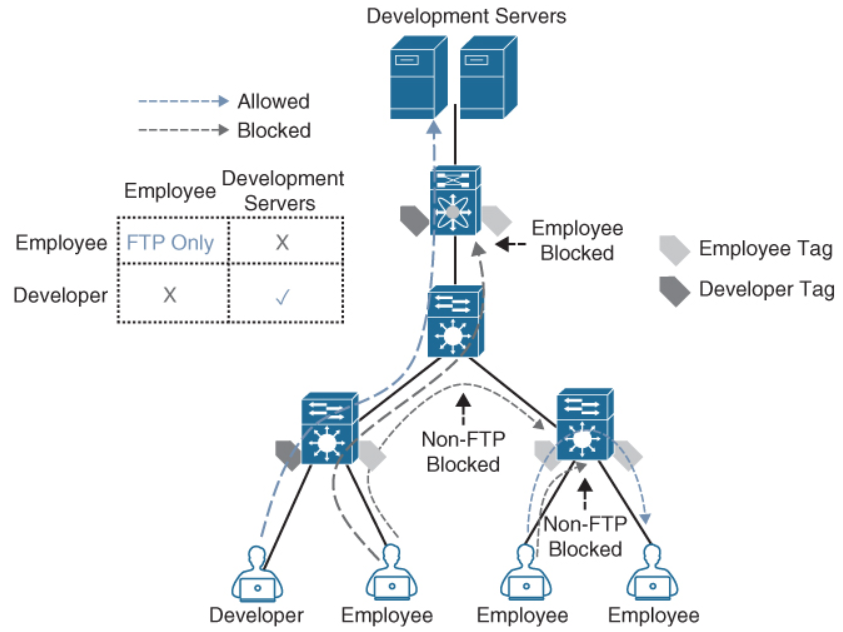 Development Servers
Allowed
Blocked
Employee
Development
Servers
Employee
FTP Only
X
Developer
X
✓
Employee
Blocked
Employee Tag
Developer Tag
Non-FTP
Blocked
Non-FTP
Blocked
Developer
Employee
Employee
Employee